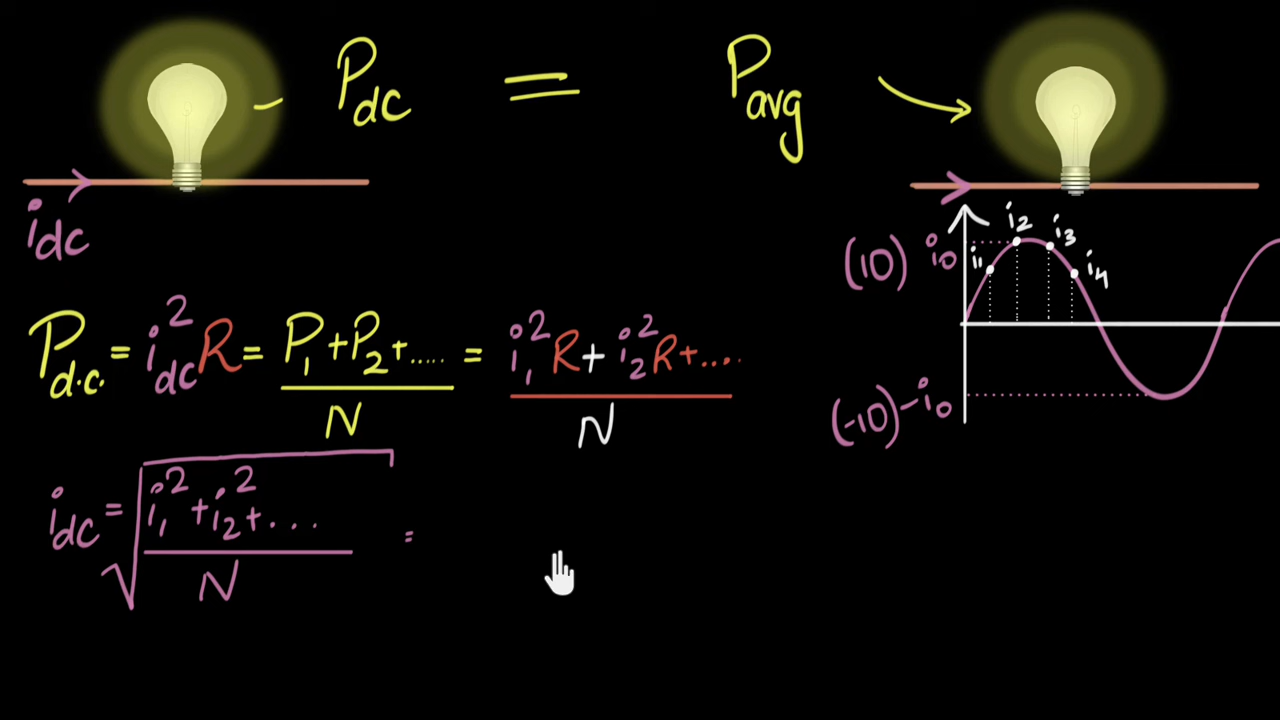 P_dc = P_avg
i_dc
i_1 i_2 i_3 i_4
(10) i_0
(-10) -i_0
P_d.c. = i_dc^2 R = (P_1 + P_2 + .....)/N = (i_1^2 R + i_2^2 R + ....)/N
i_dc = √((i_1^2 + i_2^2 + ...)/N) =